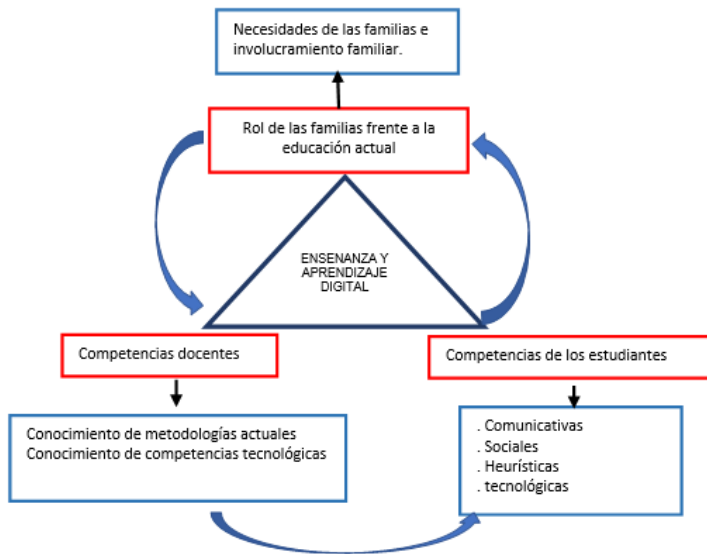 Necesidades de las familias e
involucramiento familiar.
Rol de las familias frente a la
educación actual
ENSENANZA Y
APRENDIZAJE
DIGITAL
Competencias docentes
Competencias de los estudiantes
Conocimiento de metodologías actuales
Conocimiento de competencias tecnológicas
. Comunicativas
. Sociales
. Heurísticas
. tecnológicas